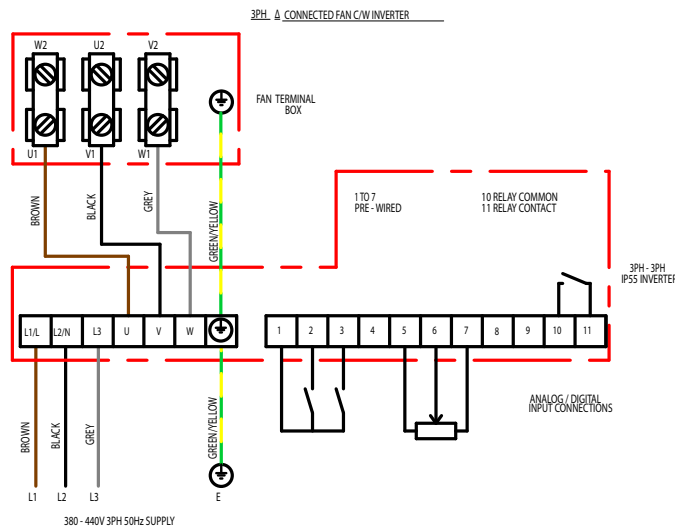 3PH Δ CONNECTED FAN C/W INVERTER
W2 U2 V2
FAN TERMINAL
BOX
U1 V1 W1
BROWN
BLACK
GREY
GREEN/YELLOW
1 TO 7
PRE - WIRED
10 RELAY COMMON
11 RELAY CONTACT
3PH - 3PH
IP55 INVERTER
L1/L L2/N L3 U V W
1 2 3 4 5 6 7 8 9 10 11
ANALOG / DIGITAL
INPUT CONNECTIONS
BROWN
BLACK
GREY
GREEN/YELLOW
L1 L2 L3 E
380 - 440V 3PH 50Hz SUPPLY